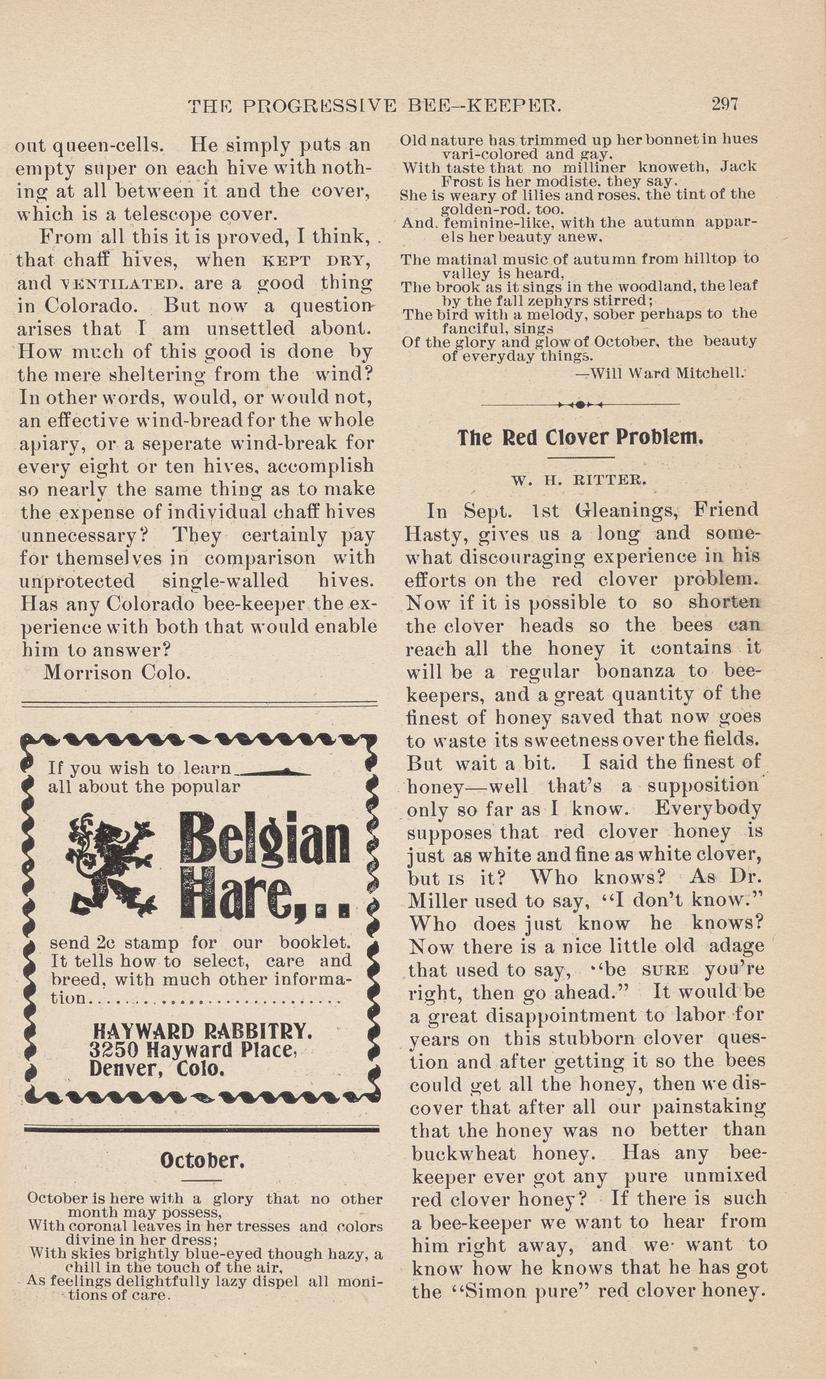 THE PROGRESSIVE BEE-KEEPER. 297
out queen-cells. He simply puts an
empty super on each hive with noth-
ing at all between it and the cover,
which is a telescope cover.
From all this it is proved, I think,
that chaff hives, when KEPT DRY,
and VENTILATED. are a good thing
in Colorado. But now a question
arises that I am unsettled abont.
How much of this good is done by
the mere sheltering from the wind?
In other words, would, or would not,
an effective wind-bread for the whole
apiary, or a seperate wind-break for
every eight or ten hives, accomplish
so nearly the same thing as to make
the expense of individual chaff hives
unnecessary? They certainly pay
for themselves in comparison with
unprotected single-walled hives.
Has any Colorado bee-keeper the ex-
perience with both that would enable
him to answer?
Morrison Colo.
If you wish to learn
all about the popular
Belgian
Hare,..
send 2c stamp for our booklet.
It tells how to select, care and
breed, with much other informa-
tion..............................
HAYWARD RABBITRY.
3250 Hayward Place,
Denver, Colo.
October.
October is here with a glory that no other
month may possess,
With coronal leaves in her tresses and colors
divine in her dress;
With skies brightly blue-eyed though hazy, a
chill in the touch of the air,
As feelings delightfully lazy dispel all moni-
tions of care.
Old nature has trimmed up her bonnet in hues
vari-colored and gay.
With taste that no milliner knoweth, Jack
Frost is her modiste, they say.
She is weary of lilies and roses, the tint of the
golden-rod, too.
And, feminine-like, with the autumn appar-
els her beauty anew.
The matinal music of autumn from hilltop to
valley is heard,
The brook as it sings in the woodland, the leaf
by the fall zephyrs stirred;
The bird with a melody, sober perhaps to the
fanciful, sings
Of the glory and glow of October, the beauty
of everyday things.
—Will Ward Mitchell.
The Red Clover Problem.
W. H. RITTER.
In Sept. 1st Gleanings, Friend
Hasty, gives us a long and some-
what discouraging experience in his
efforts on the red clover problem.
Now if it is possible to so shorten
the clover heads so the bees can
reach all the honey it contains it
will be a regular bonanza to bee-
keepers, and a great quantity of the
finest of honey saved that now goes
to waste its sweetness over the fields.
But wait a bit. I said the finest of
honey—well that's a supposition
only so far as I know. Everybody
supposes that red clover honey is
just as white and fine as white clover,
but IS it? Who knows? As Dr.
Miller used to say, "I don't know."
Who does just know he knows?
Now there is a nice little old adage
that used to say, "be SURE you're
right, then go ahead." It would be
a great disappointment to labor for
years on this stubborn clover ques-
tion and after getting it so the bees
could get all the honey, then we dis-
cover that after all our painstaking
that the honey was no better than
buckwheat honey. Has any bee-
keeper ever got any pure unmixed
red clover honey? If there is such
a bee-keeper we want to hear from
him right away, and we want to
know how he knows that he has got
the "Simon pure" red clover honey.